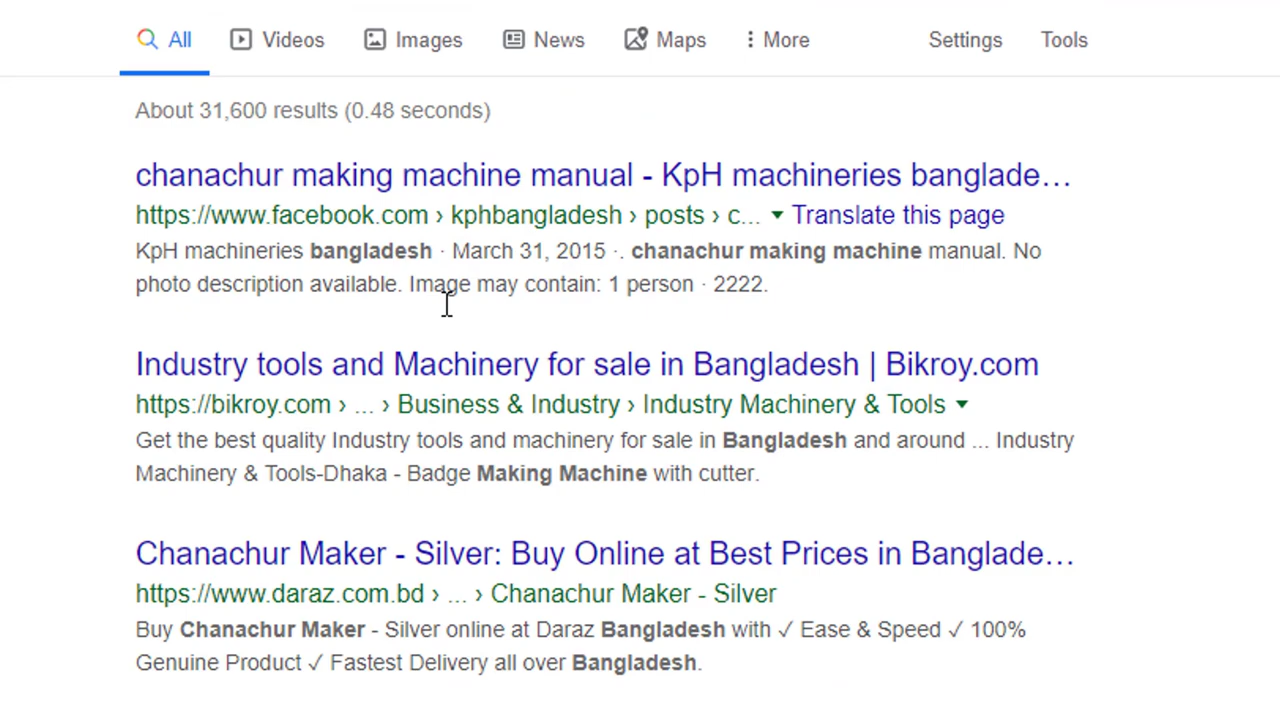 All Videos Images News Maps More Settings Tools
About 31,600 results (0.48 seconds)
chanachur making machine manual - KpH machineries banglade...
https://www.facebook.com › kphbangladesh › posts › c... Translate this page
KpH machineries bangladesh · March 31, 2015 ·. chanachur making machine manual. No
photo description available. Image may contain: 1 person · 2222.
Industry tools and Machinery for sale in Bangladesh | Bikroy.com
https://bikroy.com › ... › Business & Industry › Industry Machinery & Tools
Get the best quality Industry tools and machinery for sale in Bangladesh and around ... Industry
Machinery & Tools-Dhaka - Badge Making Machine with cutter.
Chanachur Maker - Silver: Buy Online at Best Prices in Banglade...
https://www.daraz.com.bd › ... › Chanachur Maker - Silver
Buy Chanachur Maker - Silver online at Daraz Bangladesh with ✓ Ease & Speed ✓ 100%
Genuine Product ✓ Fastest Delivery all over Bangladesh.